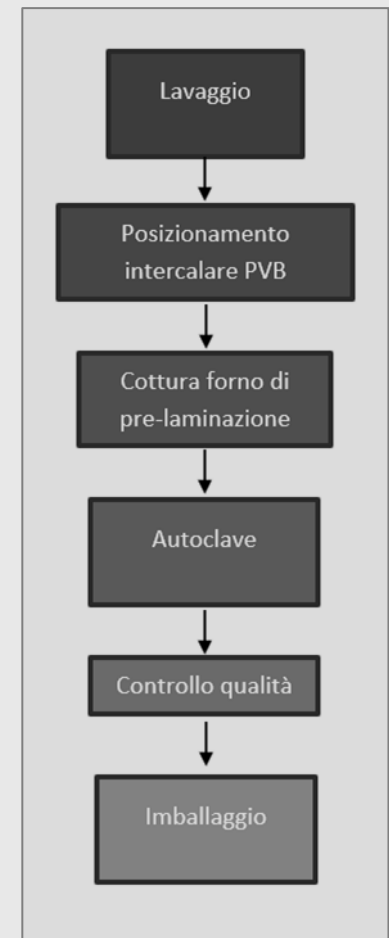 Lavaggio
Posizionamento
intercalare PVB
Cottura forno di
pre-laminazione
Autoclave
Controllo qualità
Imballaggio